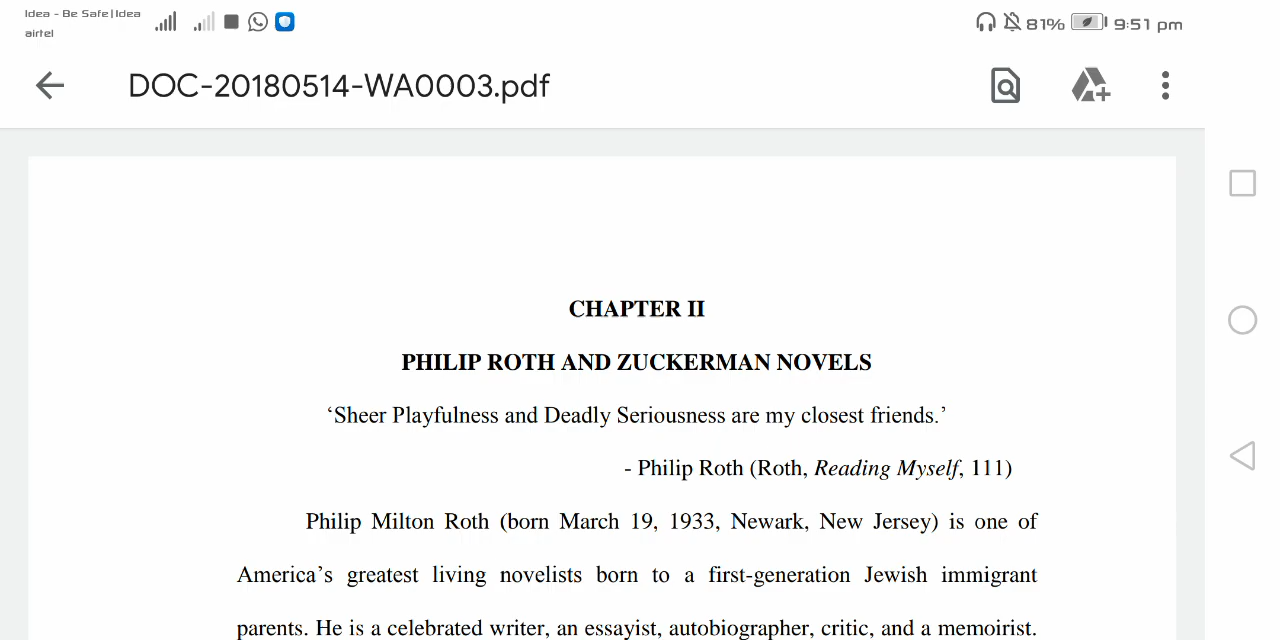 Idea - Be Safe|Idea
airtel
81% 9:51 pm
DOC-20180514-WA0003.pdf
CHAPTER II
PHILIP ROTH AND ZUCKERMAN NOVELS
‘Sheer Playfulness and Deadly Seriousness are my closest friends.’
- Philip Roth (Roth, Reading Myself, 111)
Philip Milton Roth (born March 19, 1933, Newark, New Jersey) is one of
America’s greatest living novelists born to a first-generation Jewish immigrant
parents. He is a celebrated writer, an essayist, autobiographer, critic, and a memoirist.